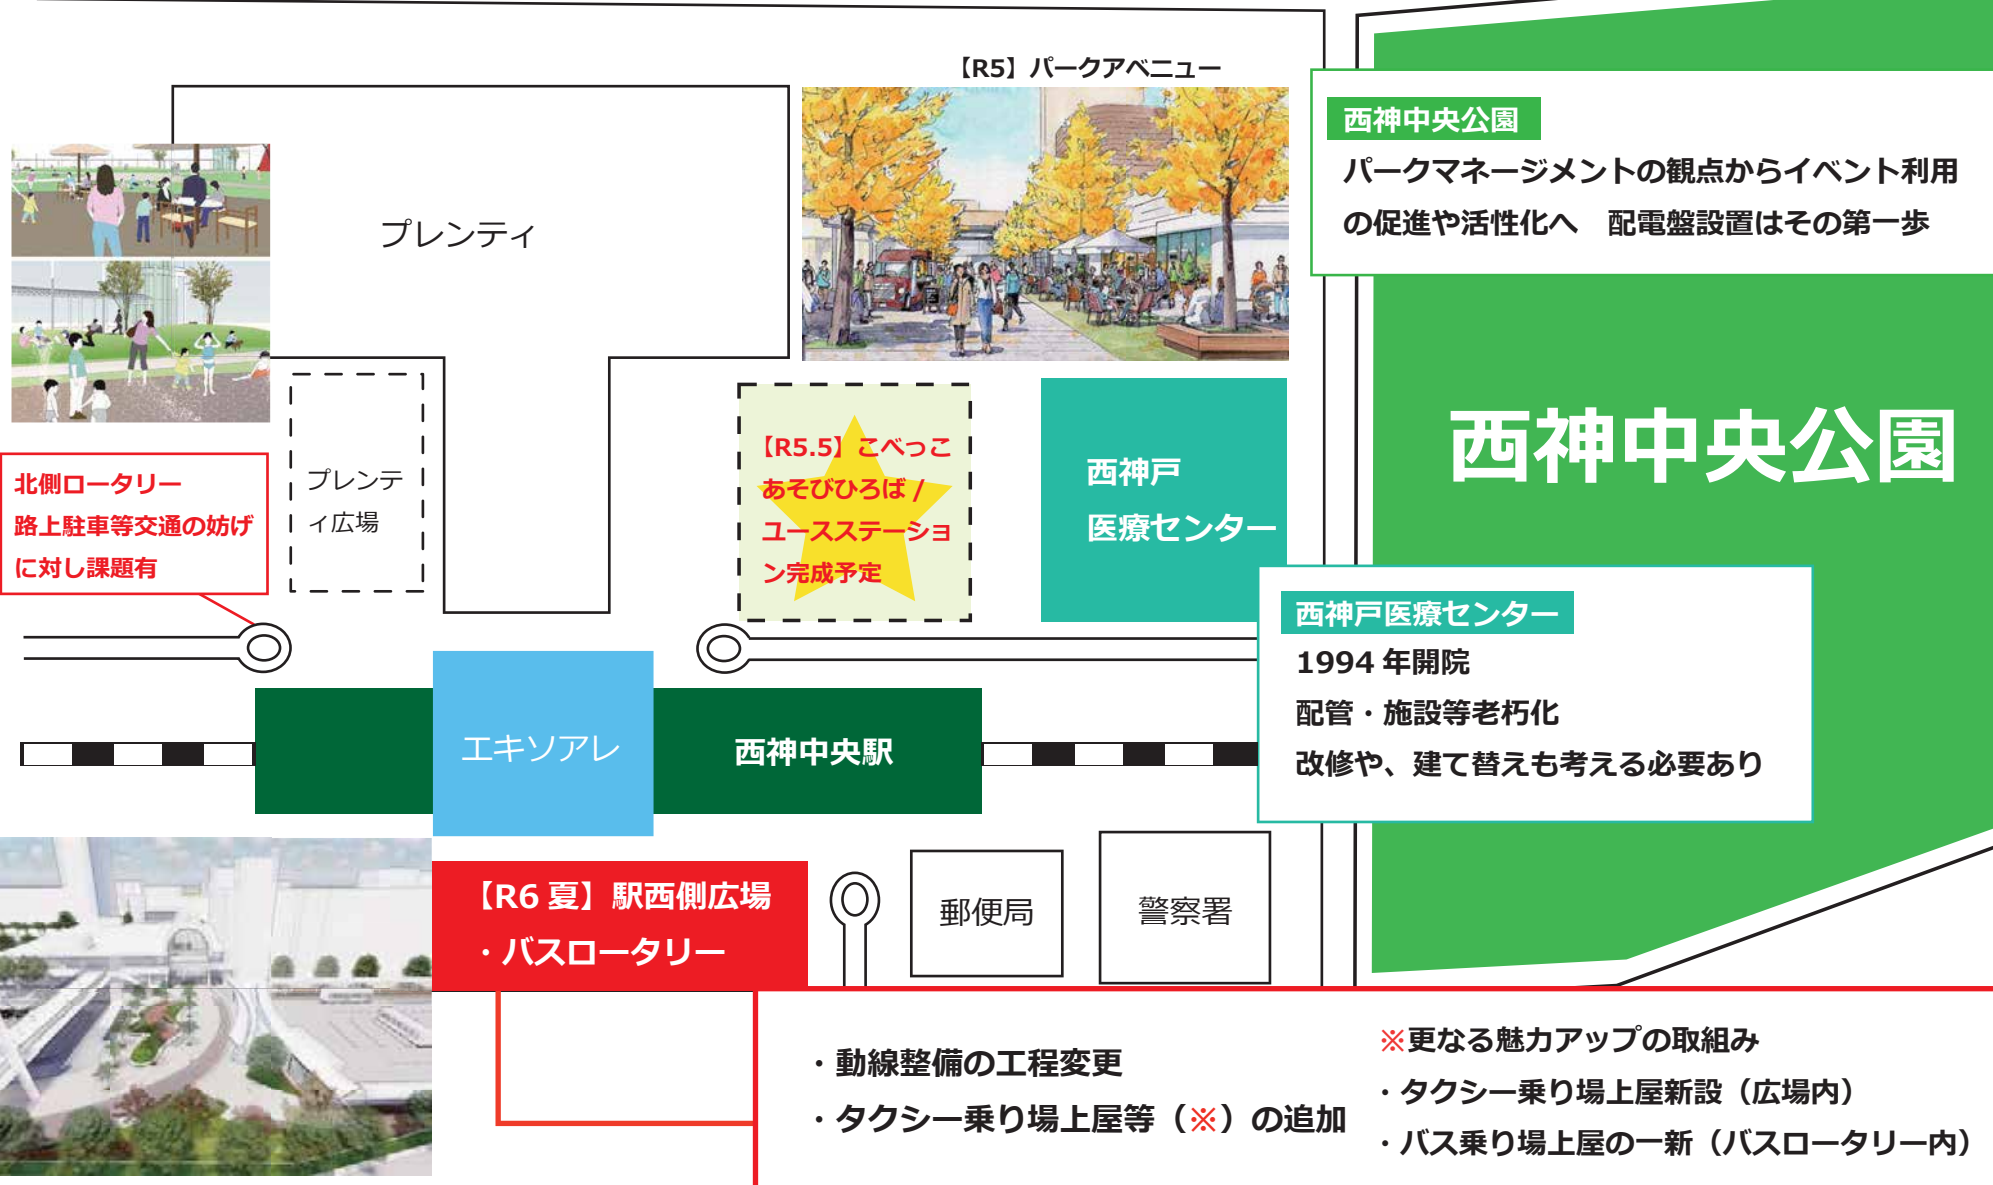 【R5】パークアベニュー
西神中央公園
パークマネージメントの観点からイベント利用
の促進や活性化へ　配電盤設置はその第一歩
プレンティ
西神中央公園
北側ロータリー
路上駐車等交通の妨げ
に対し課題有
プレンテ
ィ広場
【R5.5】こべっこ
あそびひろば /
ユースステーショ
ン完成予定
西神戸
医療センター
西神戸医療センター
1994 年開院
配管・施設等老朽化
改修や、建て替えも考える必要あり
エキソアレ
西神中央駅
【R6 夏】駅西側広場
・バスロータリー
郵便局
警察署
・動線整備の工程変更
・タクシー乗り場上屋等（※）の追加
※更なる魅力アップの取組み
・タクシー乗り場上屋新設（広場内）
・バス乗り場上屋の一新（バスロータリー内）